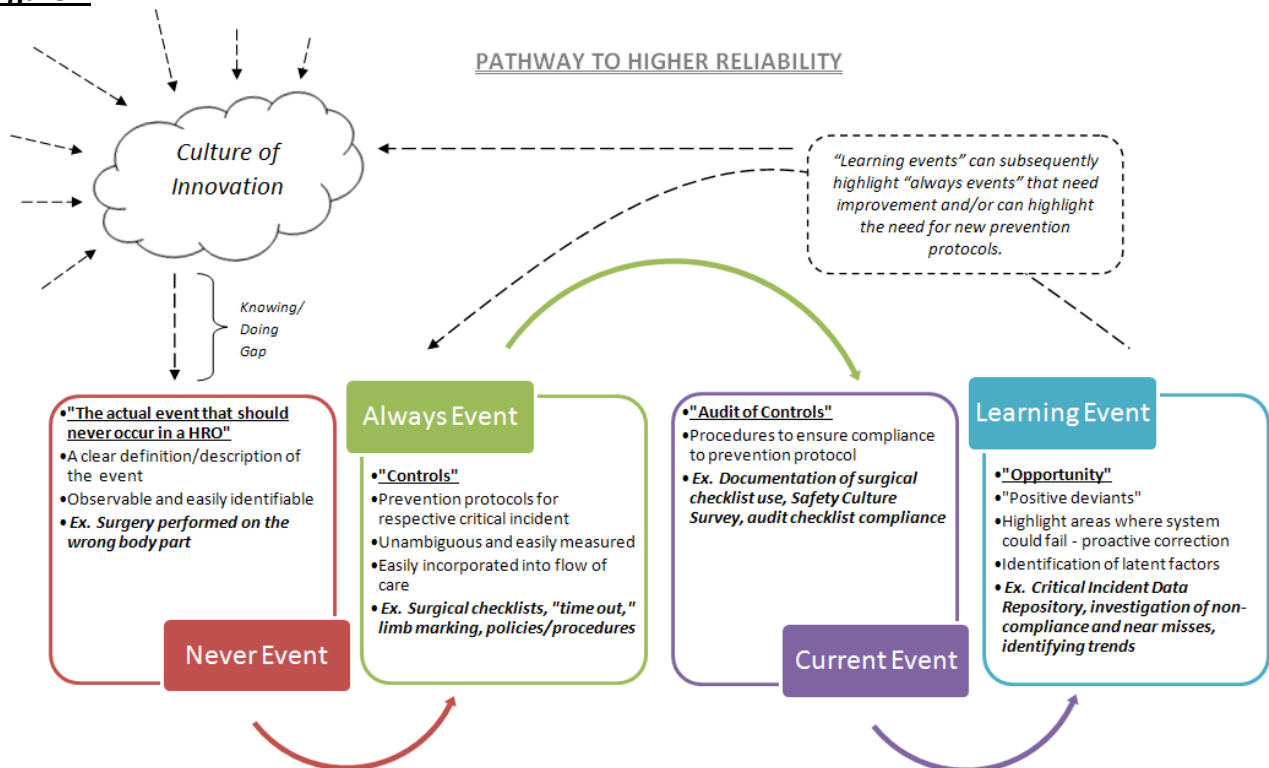 PATHWAY TO HIGHER RELIABILITY
Culture of
Innovation
"Learning events" can subsequently
highlight "always events" that need
improvement and/or can highlight
the need for new prevention
protocols.
Knowing/
Doing
Gap
•"The actual event that should
never occur in a HRO"
•A clear definition/description of
the event
•Observable and easily identifiable
•Ex. Surgery performed on the
wrong body part
Never Event
Always Event
•"Controls"
•Prevention protocols for
respective critical incident
•Unambiguous and easily measured
•Easily incorporated into flow of
care
•Ex. Surgical checklists, "time out,"
limb marking, policies/procedures
•"Audit of Controls"
•Procedures to ensure compliance
to prevention protocol
•Ex. Documentation of surgical
checklist use, Safety Culture
Survey, audit checklist compliance
Current Event
Learning Event
•"Opportunity"
•"Positive deviants"
•Highlight areas where system
could fail - proactive correction
•Identification of latent factors
•Ex. Critical Incident Data
Repository, investigation of non-
compliance and near misses,
identifying trends